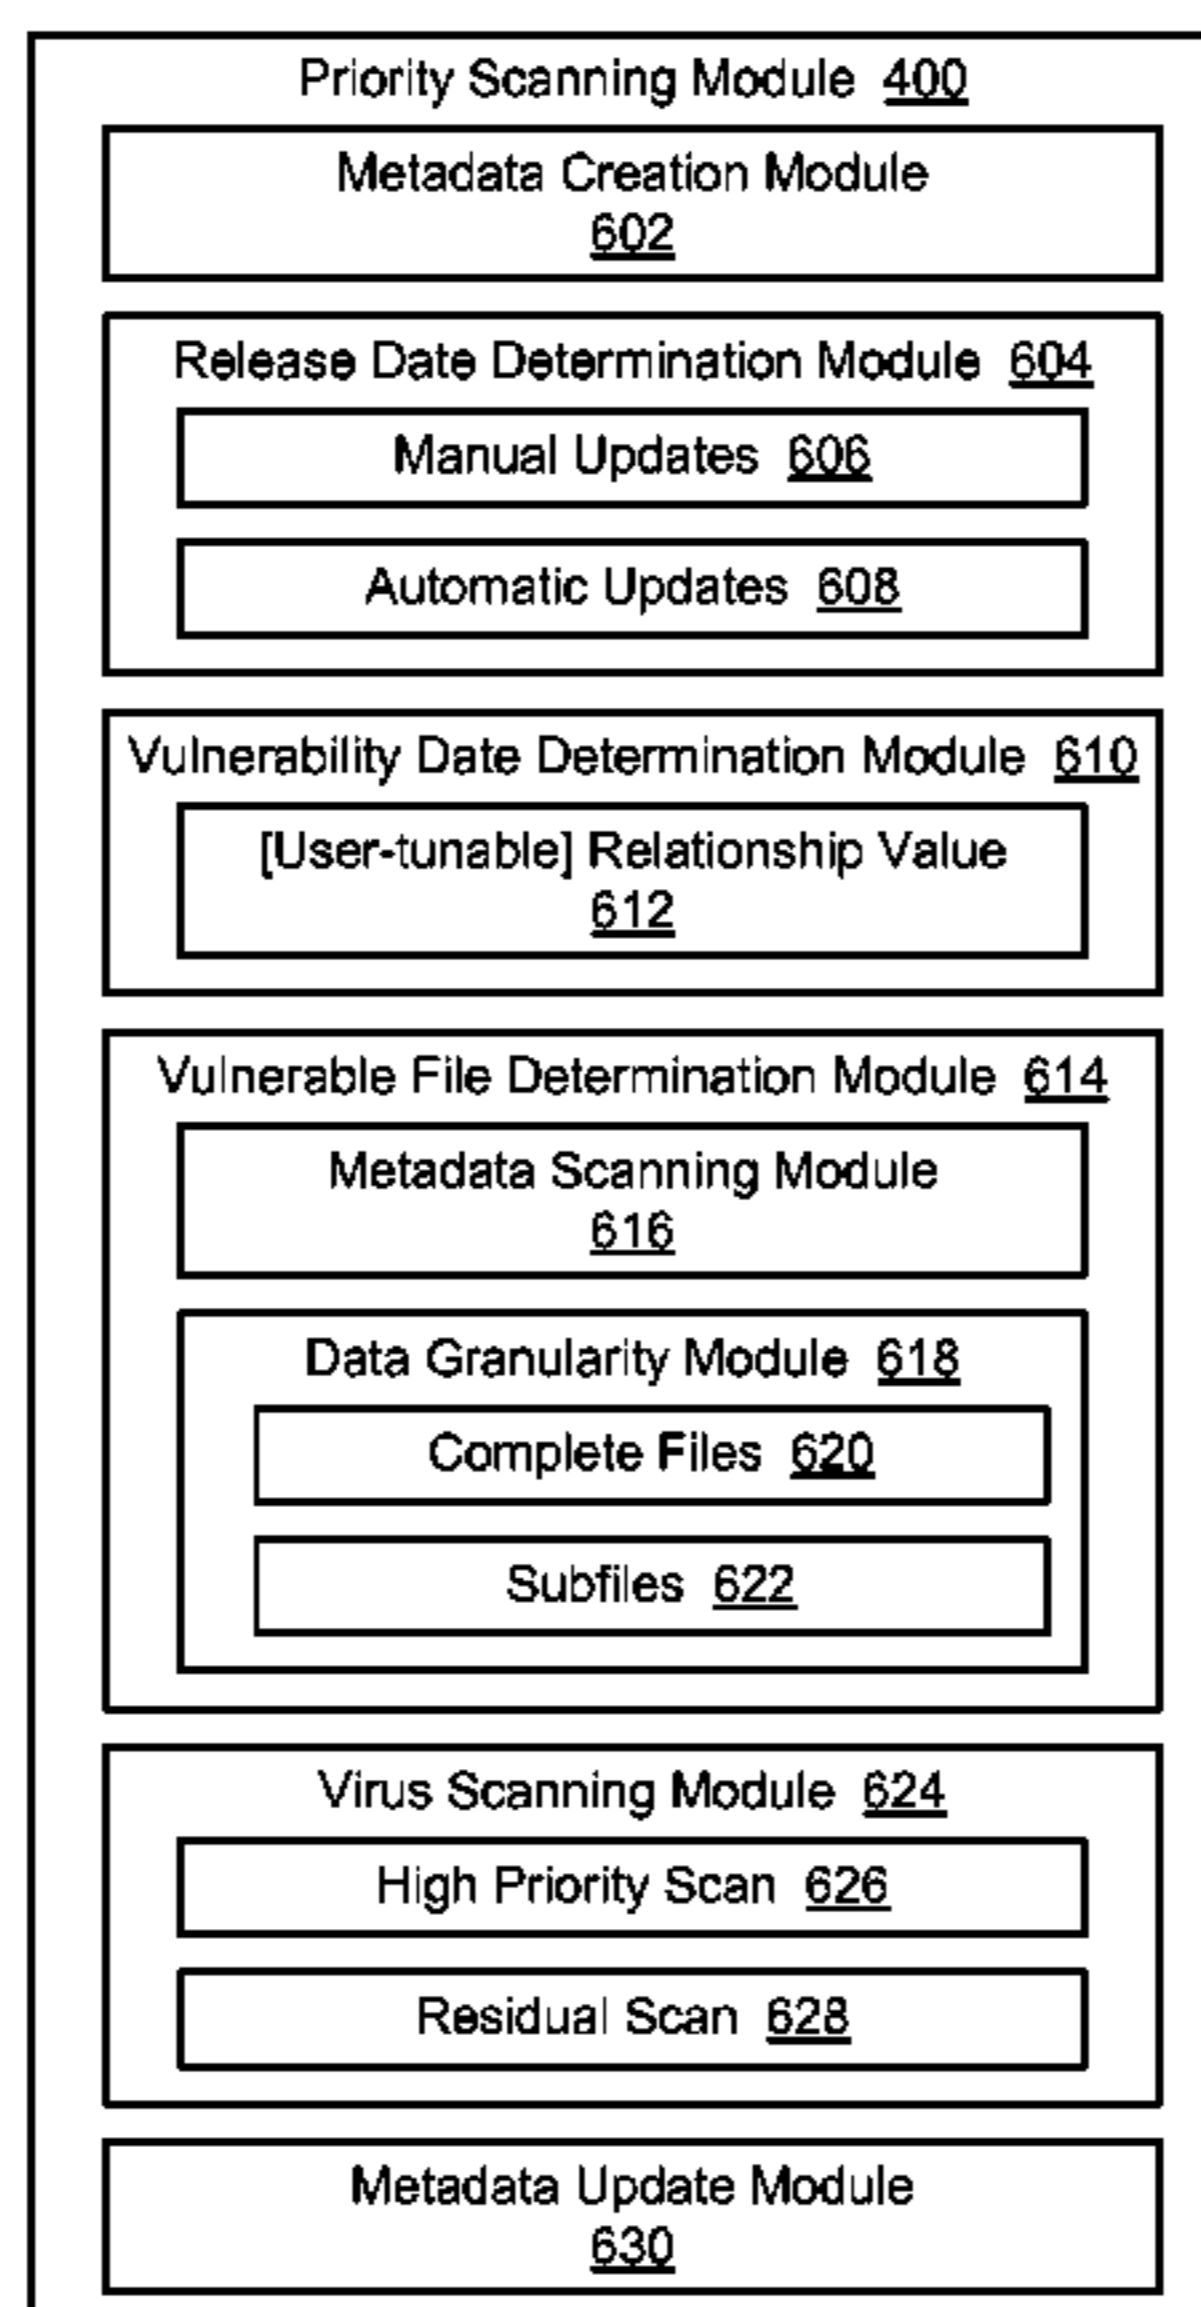 Priority Scanning Module 400
Metadata Creation Module
602
Release Date Determination Module 604
Manual Updates 606
Automatic Updates 608
Vulnerability Date Determination Module 610
[User-tunable] Relationship Value
612
Vulnerable File Determination Module 614
Metadata Scanning Module
616
Data Granularity Module 618
Complete Files 620
Subfiles 622
Virus Scanning Module 624
High Priority Scan 626
Residual Scan 628
Metadata Update Module
630